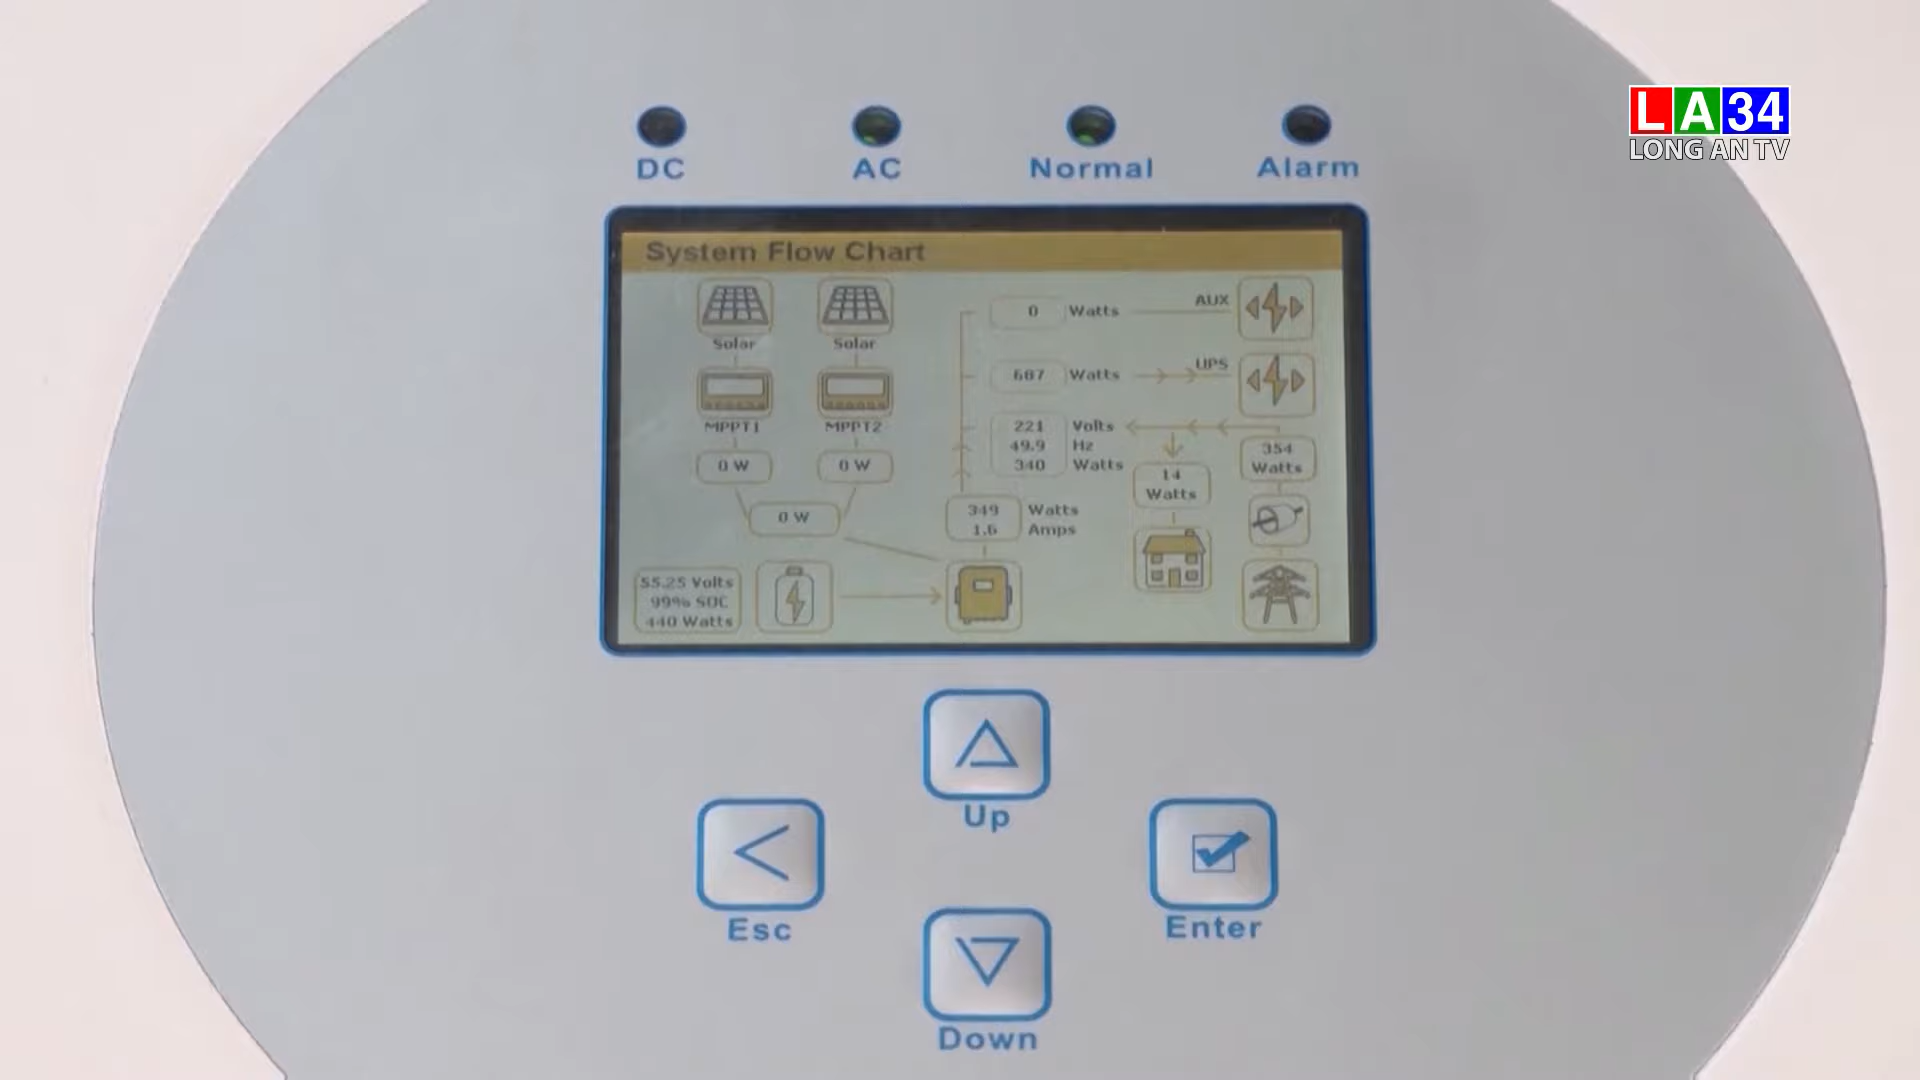 LA34
LONG AN TV
DC
AC
Normal
Alarm
System Flow Chart
Solar
Solar
MPPT1
MPPT2
0 W
0 W
0 W
0 Watts
AUX
687 Watts
UPS
221 Volts
49.9 Hz
340 Watts
354
Watts
14
Watts
349 Watts
1.6 Amps
55.25 Volts
99% SOC
440 Watts
Up
Esc
Enter
Down